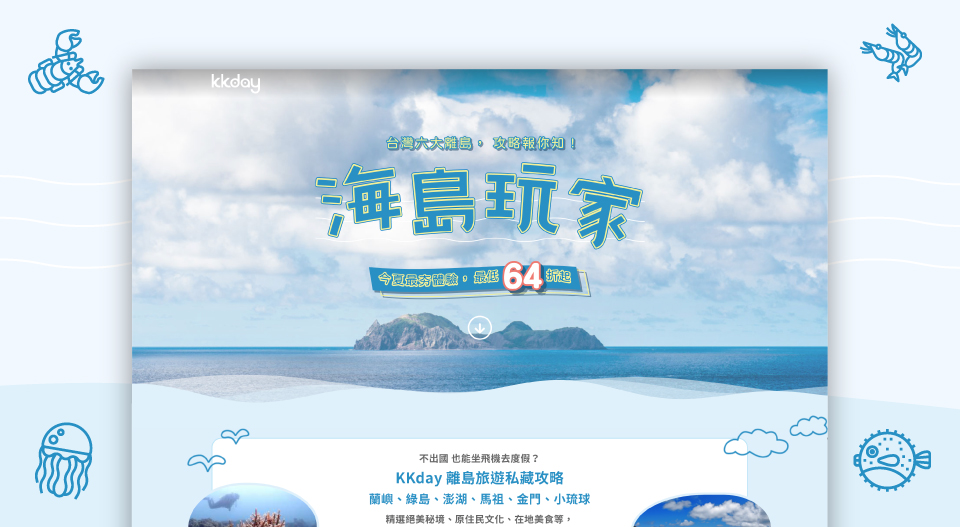 kkday
台灣六大離島， 攻略報你知！
海島玩家
今夏最夯體驗，最低64折起
不出國 也能坐飛機去度假？
KKday 離島旅遊私藏攻略
蘭嶼、綠島、澎湖、馬祖、金門、小琉球
精選絕美秘境、原住民文化、在地美食等，